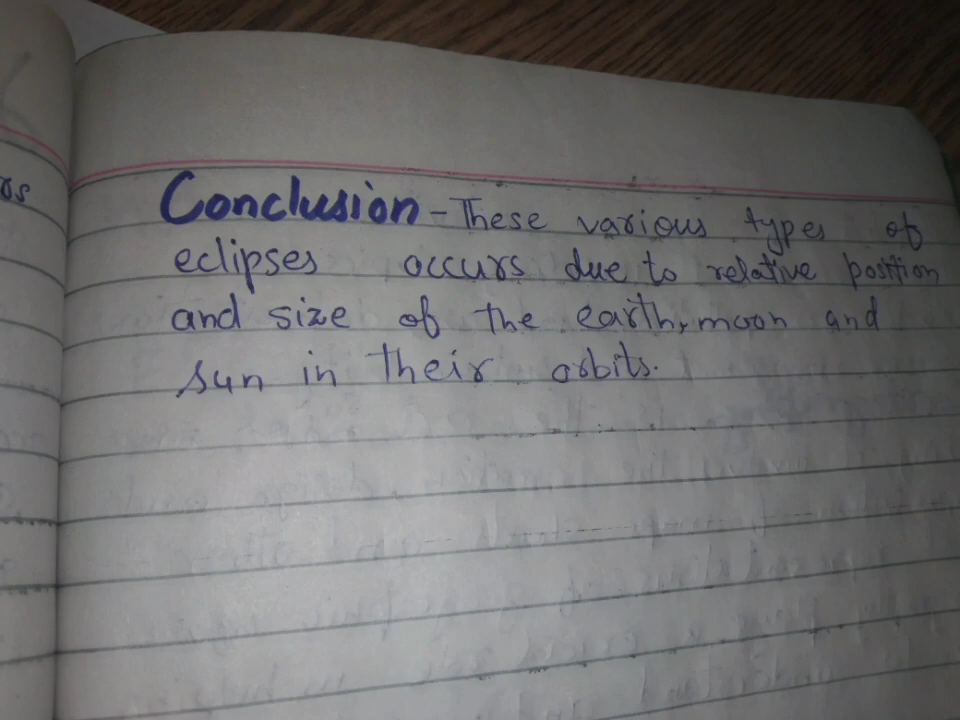 Conclusion - These various types of
eclipses occurs due to relative position
and size of the earth, moon and
sun in their orbits.